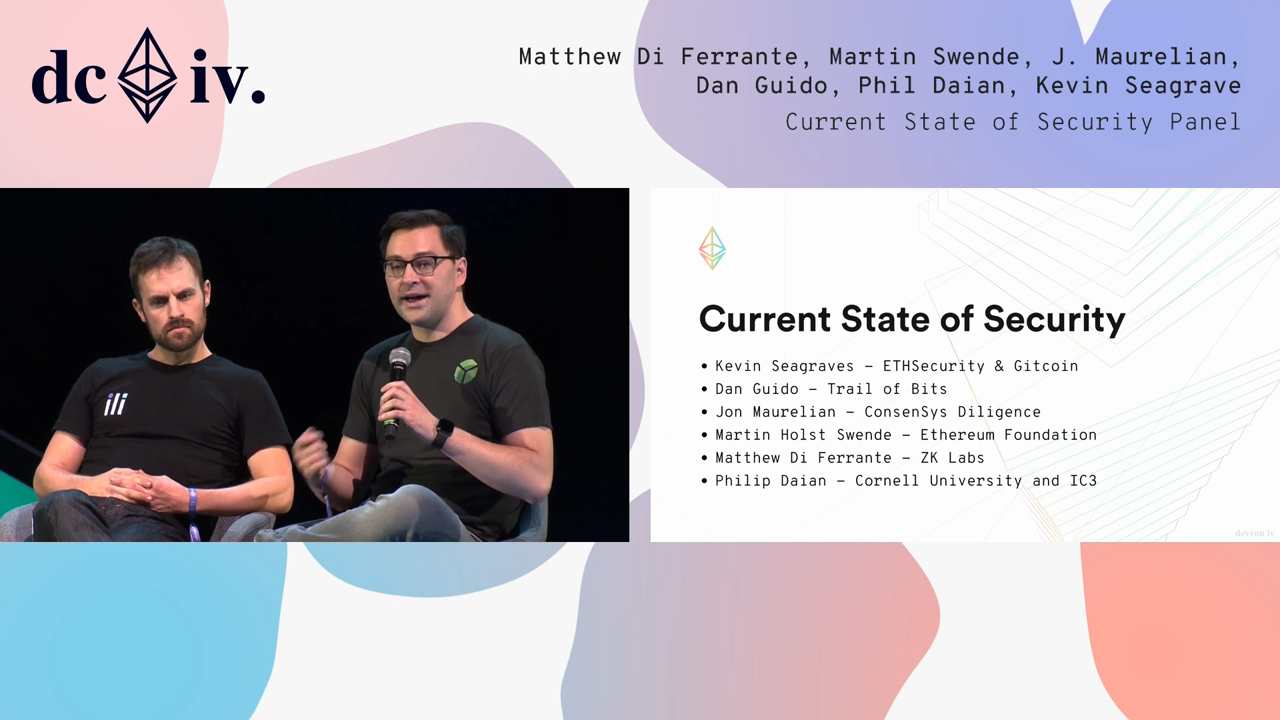 dc iv.
Matthew Di Ferrante, Martin Swende, J. Maurelian,
Dan Guido, Phil Daian, Kevin Seagrave
Current State of Security Panel
Current State of Security
• Kevin Seagraves – ETHSecurity & Gitcoin
• Dan Guido – Trail of Bits
• Jon Maurelian – ConsenSys Diligence
• Martin Holst Swende – Ethereum Foundation
• Matthew Di Ferrante – ZK Labs
• Philip Daian – Cornell University and IC3
devcon iv